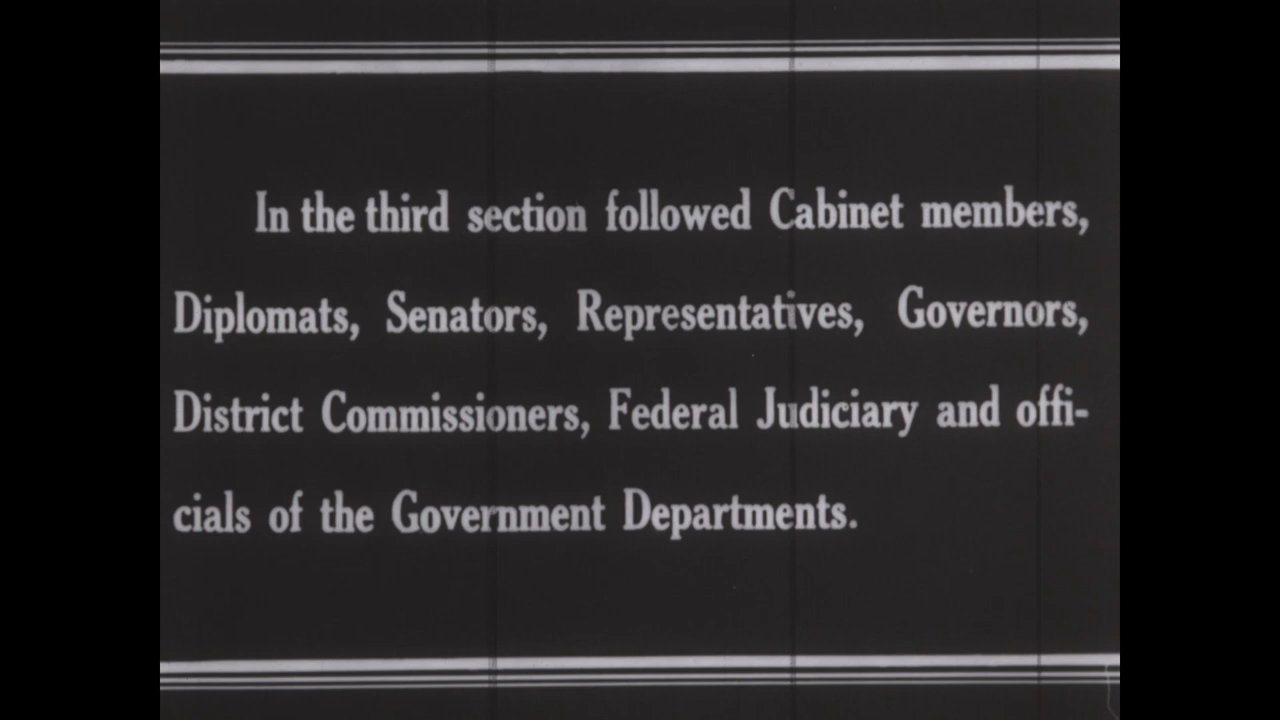 In the third section followed Cabinet members,
Diplomats, Senators, Representatives, Governors,
District Commissioners, Federal Judiciary and offi-
cials of the Government Departments.